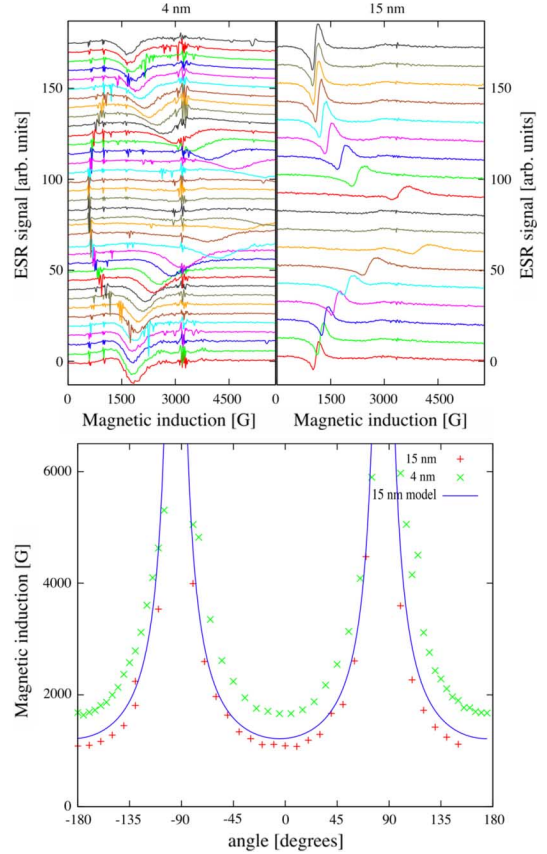 4 nm
15 nm
ESR signal [arb. units]
150
100
50
0
0
1500
3000
4500
Magnetic induction [G]
0
1500
3000
4500
Magnetic induction [G]
150
100
50
0
ESR signal [arb. units]
15 nm
4 nm
15 nm model
Magnetic induction [G]
6000
4000
2000
0
-180
-135
-90
-45
0
45
90
135
180
angle [degrees]